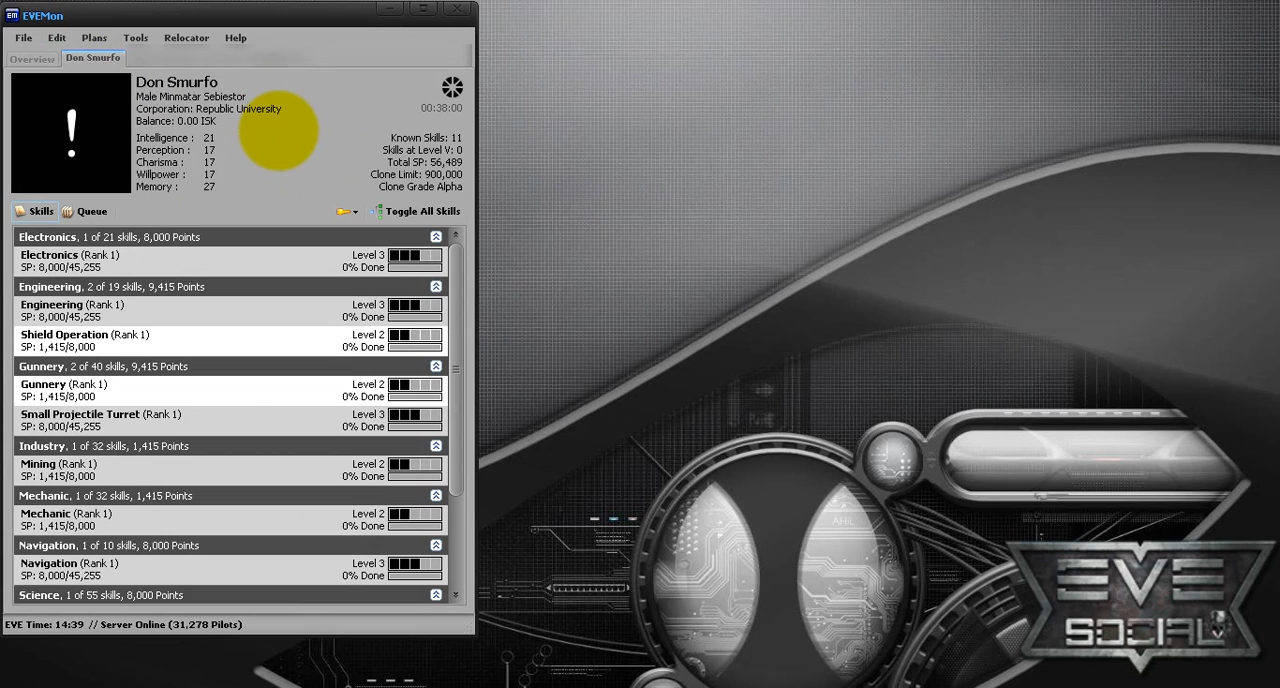 EM EVEMon
File Edit Plans Tools Relocator Help
Overview Don Smurfo
Don Smurfo
Male Minmatar Sebiestor
Corporation: Republic University
00:38:00
Balance: 0.00 ISK
Intelligence : 21
Known Skills: 11
Perception : 17
Skills at Level V: 0
Charisma : 17
Total SP: 56,489
Willpower : 17
Clone Limit: 900,000
Memory : 27
Clone Grade Alpha
Skills Queue Toggle All Skills
Electronics, 1 of 21 skills, 8,000 Points
Electronics (Rank 1) Level 3
SP: 8,000/45,255 0% Done
Engineering, 2 of 19 skills, 9,415 Points
Engineering (Rank 1) Level 3
SP: 8,000/45,255 0% Done
Shield Operation (Rank 1) Level 2
SP: 1,415/8,000 0% Done
Gunnery, 2 of 40 skills, 9,415 Points
Gunnery (Rank 1) Level 2
SP: 1,415/8,000 0% Done
Small Projectile Turret (Rank 1) Level 3
SP: 8,000/45,255 0% Done
Industry, 1 of 32 skills, 1,415 Points
Mining (Rank 1) Level 2
SP: 1,415/8,000 0% Done
Mechanic, 1 of 32 skills, 1,415 Points
Mechanic (Rank 1) Level 2
SP: 1,415/8,000 0% Done
Navigation, 1 of 10 skills, 8,000 Points
Navigation (Rank 1) Level 3
SP: 8,000/45,255 0% Done
Science, 1 of 55 skills, 8,000 Points
EVE Time: 14:39 // Server Online (31,278 Pilots)
AHIL
EVE
SOCIAL